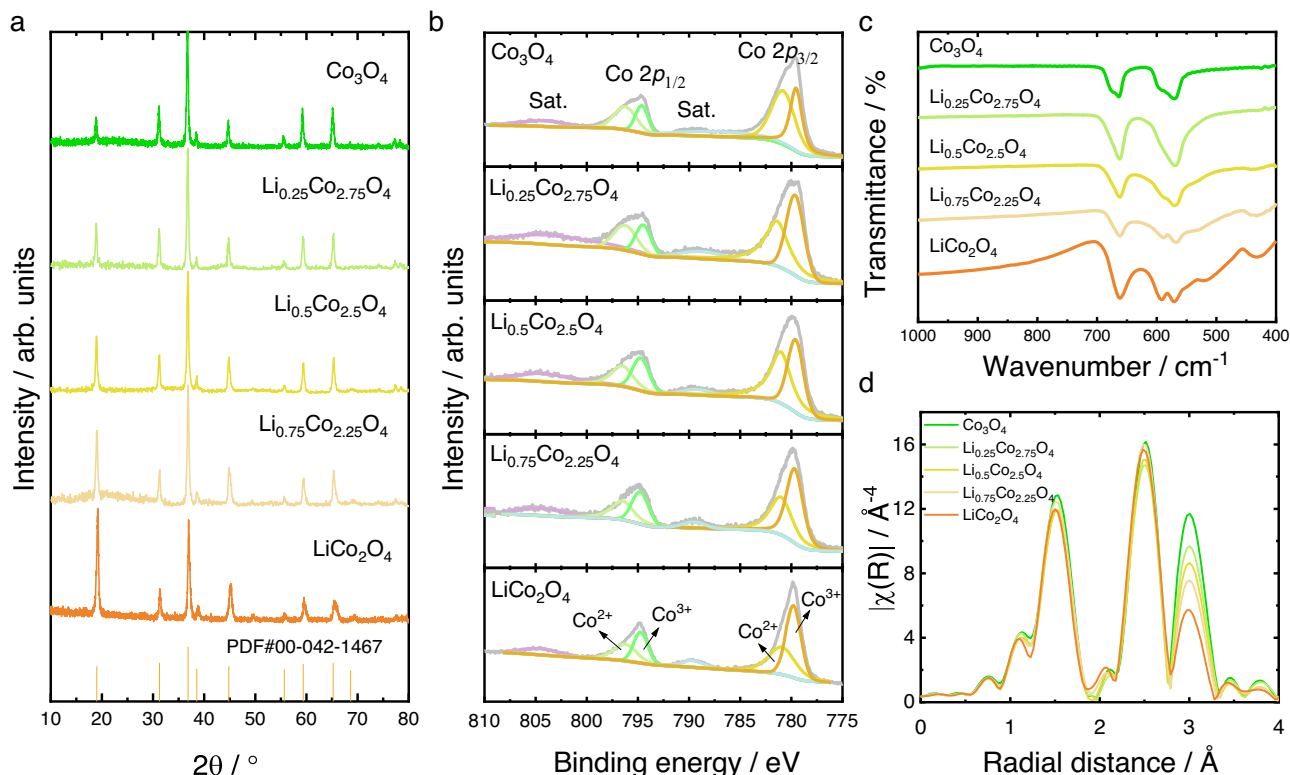 a
Co₃O₄
Li₀.₂₅Co₂.₇₅O₄
Li₀.₅Co₂.₅O₄
Li₀.₇₅Co₂.₂₅O₄
LiCo₂O₄
PDF#00-042-1467
Intensity / arb. units
10 20 30 40 50 60 70 80
2θ / °
b
Co₃O₄
Co 2p₁/₂
Co 2p₃/₂
Sat.
Sat.
Li₀.₂₅Co₂.₇₅O₄
Li₀.₅Co₂.₅O₄
Li₀.₇₅Co₂.₂₅O₄
LiCo₂O₄
Co²⁺
Co³⁺
Co²⁺
Co³⁺
Intensity / arb. units
810 805 800 795 790 785 780 775
Binding energy / eV
c
Co₃O₄
Li₀.₂₅Co₂.₇₅O₄
Li₀.₅Co₂.₅O₄
Li₀.₇₅Co₂.₂₅O₄
LiCo₂O₄
Transmittance / %
1000 900 800 700 600 500 400
Wavenumber / cm⁻¹
d
Co₃O₄
Li₀.₂₅Co₂.₇₅O₄
Li₀.₅Co₂.₅O₄
Li₀.₇₅Co₂.₂₅O₄
LiCo₂O₄
|χ(R)| / Å⁻⁴
16
12
8
4
0
0 1 2 3 4
Radial distance / Å